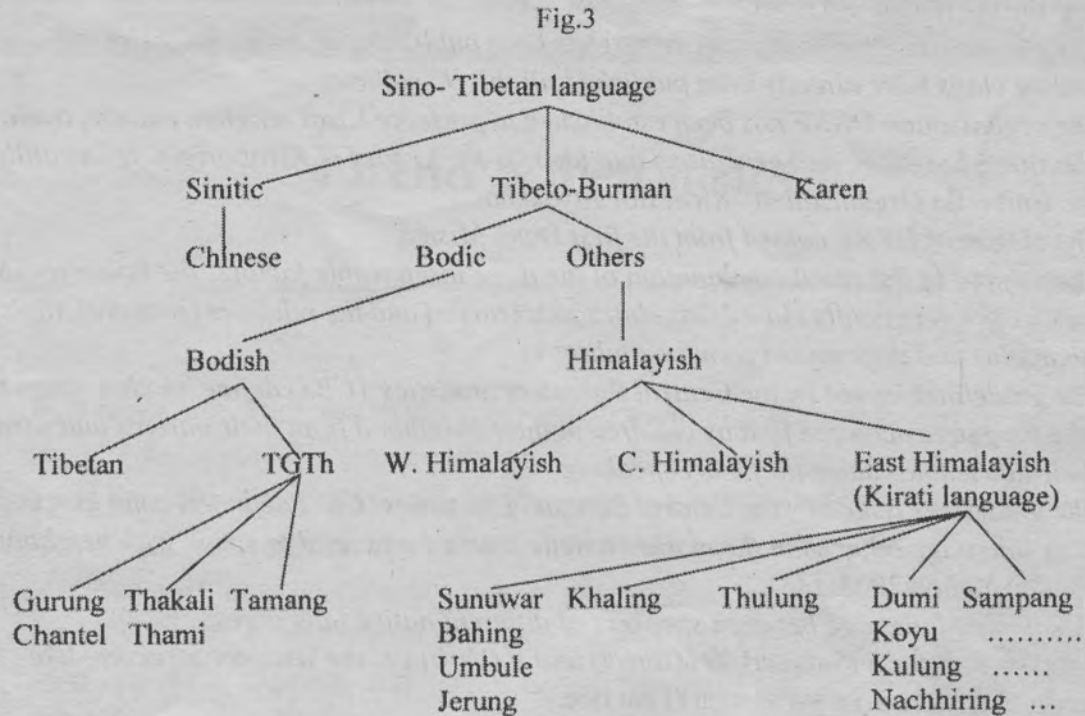 Fig.3
Sino- Tibetan language
Sinitic Tibeto-Burman Karen
Chinese Bodic Others
Bodish Himalayish
Tibetan TGTh W. Himalayish C. Himalayish East Himalayish
(Kirati language)
Gurung Thakali Tamang Sunuwar Khaling Thulung Dumi Sampang
Chantel Thami Bahing Koyu .........
Umbule Kulung ......
Jerung Nachhiring ...